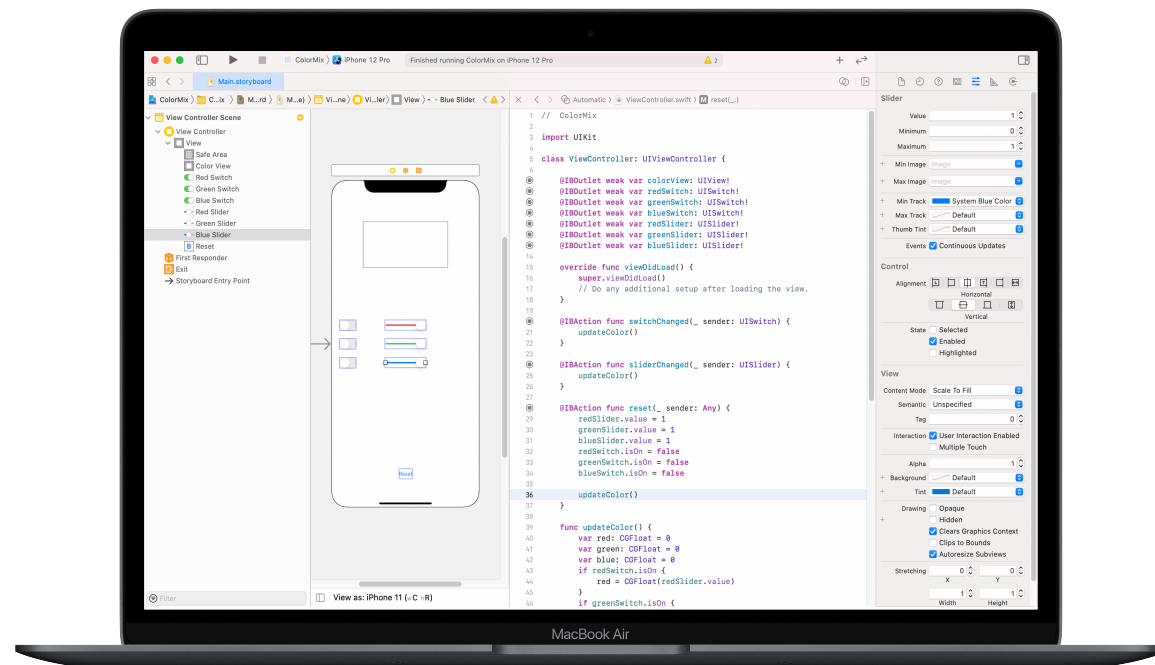 ColorMix 〉 iPhone 12 Pro
Finished running ColorMix on iPhone 12 Pro
2
Main.storyboard
ColorMix 〉 C...ix 〉 M...rd 〉 M...e) 〉 Vi...ne 〉 Vi...ler 〉 View 〉 Blue Slider
Automatic 〉 ViewController.swift 〉 M reset(_:)
View Controller Scene
View Controller
View
Safe Area
Color View
Red Switch
Green Switch
Blue Switch
Red Slider
Green Slider
Blue Slider
B Reset
First Responder
Exit
Storyboard Entry Point
Filter
Reset
View as: iPhone 11 (wC hR)
1 // ColorMix
2
3 import UIKit
4
5 class ViewController: UIViewController {
6
@IBOutlet weak var colorView: UIView!
@IBOutlet weak var redSwitch: UISwitch!
@IBOutlet weak var greenSwitch: UISwitch!
@IBOutlet weak var blueSwitch: UISwitch!
@IBOutlet weak var redSlider: UISlider!
@IBOutlet weak var greenSlider: UISlider!
@IBOutlet weak var blueSlider: UISlider!
14
15 override func viewDidLoad() {
16 super.viewDidLoad()
17 // Do any additional setup after loading the view.
18 }
19
@IBAction func switchChanged(_ sender: UISwitch) {
21 updateColor()
22 }
23
@IBAction func sliderChanged(_ sender: UISlider) {
25 updateColor()
26 }
27
@IBAction func reset(_ sender: Any) {
29 redSlider.value = 1
30 greenSlider.value = 1
31 blueSlider.value = 1
32 redSwitch.isOn = false
33 greenSwitch.isOn = false
34 blueSwitch.isOn = false
35
36 updateColor()
37 }
38
39 func updateColor() {
40 var red: CGFloat = 0
41 var green: CGFloat = 0
42 var blue: CGFloat = 0
43 if redSwitch.isOn {
44 red = CGFloat(redSlider.value)
45 }
46 if greenSwitch.isOn {
Slider
Value 1
Minimum 0
Maximum 1
Min Image Image
Max Image Image
Min Track System Blue Color
Max Track Default
Thumb Tint Default
Events Continuous Updates
Control
Alignment
Horizontal
Vertical
State Selected
Enabled
Highlighted
View
Content Mode Scale To Fill
Semantic Unspecified
Tag 0
Interaction User Interaction Enabled
Multiple Touch
Alpha 1
Background Default
Tint Default
Drawing Opaque
Hidden
Clears Graphics Context
Clips to Bounds
Autoresize Subviews
Stretching 0 0
X Y
1 1
Width Height
MacBook Air